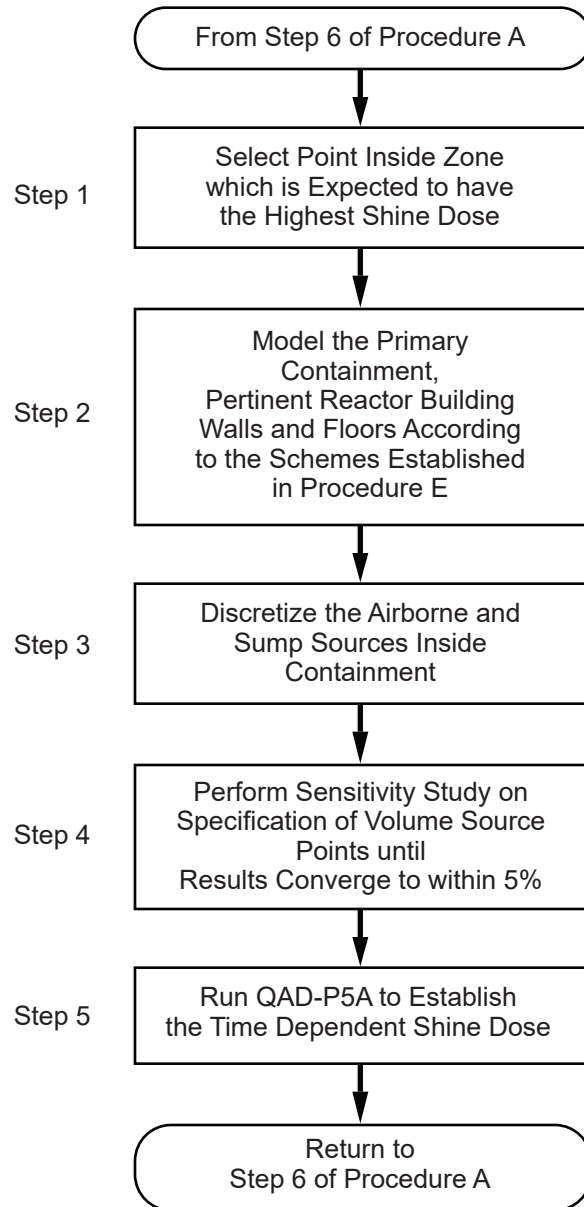 From Step 6 of Procedure A
Step 1
Select Point Inside Zone
which is Expected to have
the Highest Shine Dose
Step 2
Model the Primary
Containment,
Pertinent Reactor Building
Walls and Floors According
to the Schemes Established
in Procedure E
Step 3
Discretize the Airborne and
Sump Sources Inside
Containment
Step 4
Perform Sensitivity Study on
Specification of Volume Source
Points until
Results Converge to within 5%
Step 5
Run QAD-P5A to Establish
the Time Dependent Shine Dose
Return to
Step 6 of Procedure A